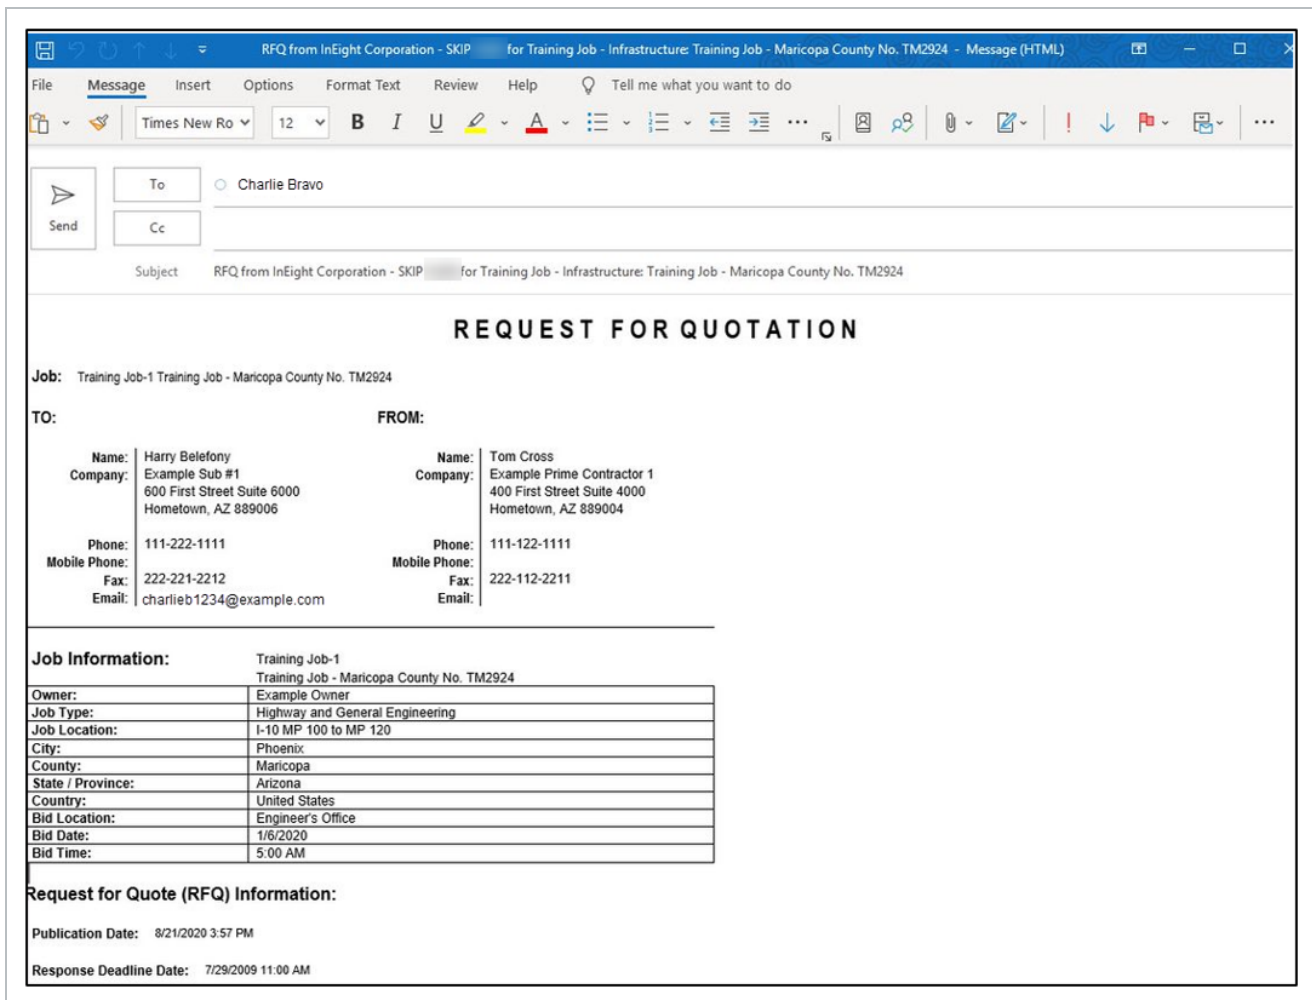 RFQ from InEight Corporation - SKIP for Training Job - Infrastructure: Training Job - Maricopa County No. TM2924 - Message (HTML)
File Message Insert Options Format Text Review Help Tell me what you want to do
Times New Ro 12 B I U A
To Charlie Bravo
Send
Cc
Subject RFQ from InEight Corporation - SKIP for Training Job - Infrastructure: Training Job - Maricopa County No. TM2924
REQUEST FOR QUOTATION
Job: Training Job-1 Training Job - Maricopa County No. TM2924
TO: FROM:
Name: Harry Belefony Name: Tom Cross
Company: Example Sub #1 Company: Example Prime Contractor 1
600 First Street Suite 6000 400 First Street Suite 4000
Hometown, AZ 889006 Hometown, AZ 889004
Phone: 111-222-1111 Phone: 111-122-1111
Mobile Phone: Mobile Phone:
Fax: 222-221-2212 Fax: 222-112-2211
Email: charlieb1234@example.com Email:
Job Information: Training Job-1
Training Job - Maricopa County No. TM2924
Owner: Example Owner
Job Type: Highway and General Engineering
Job Location: I-10 MP 100 to MP 120
City: Phoenix
County: Maricopa
State / Province: Arizona
Country: United States
Bid Location: Engineer's Office
Bid Date: 1/6/2020
Bid Time: 5:00 AM
Request for Quote (RFQ) Information:
Publication Date: 8/21/2020 3:57 PM
Response Deadline Date: 7/29/2009 11:00 AM